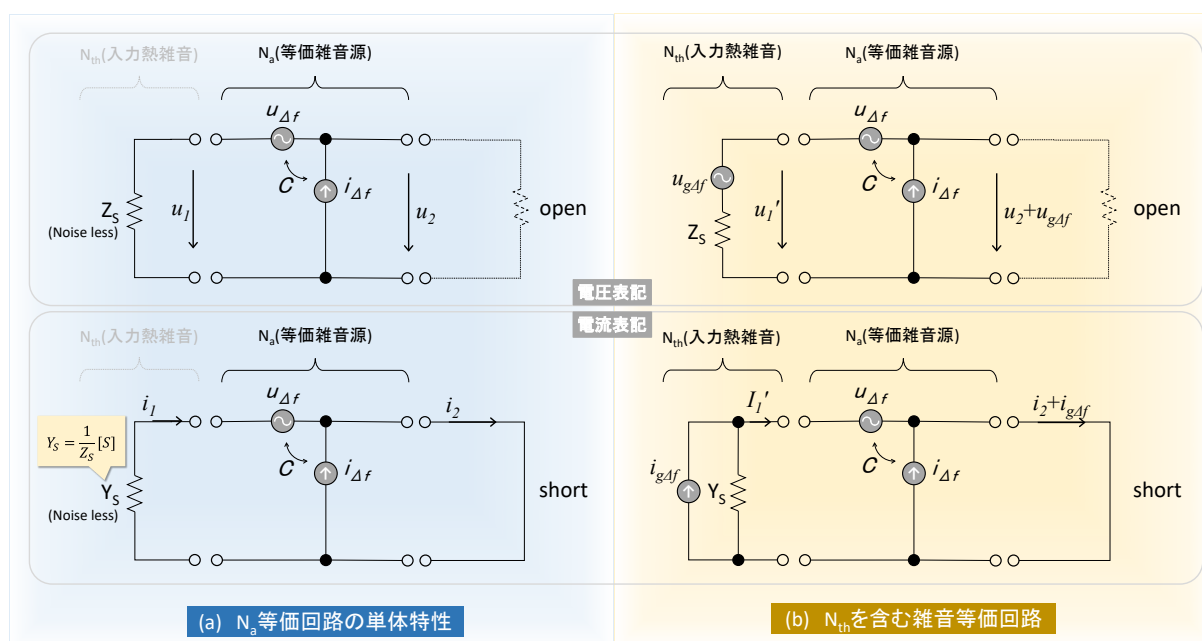 Nth(入力熱雑音)
Na(等価雑音源)
uΔf
C
iΔf
ZS
(Noise less)
u1
u2
open
Nth(入力熱雑音)
Na(等価雑音源)
ugΔf
ZS
u1′
uΔf
C
iΔf
u2+ugΔf
open
電圧表記
電流表記
Nth(入力熱雑音)
Na(等価雑音源)
i1
uΔf
C
iΔf
i2
YS = 1/ZS [S]
YS
(Noise less)
short
Nth(入力熱雑音)
Na(等価雑音源)
I1′
uΔf
C
iΔf
i2+igΔf
igΔf
YS
short
(a) Na等価回路の単体特性
(b) Nthを含む雑音等価回路